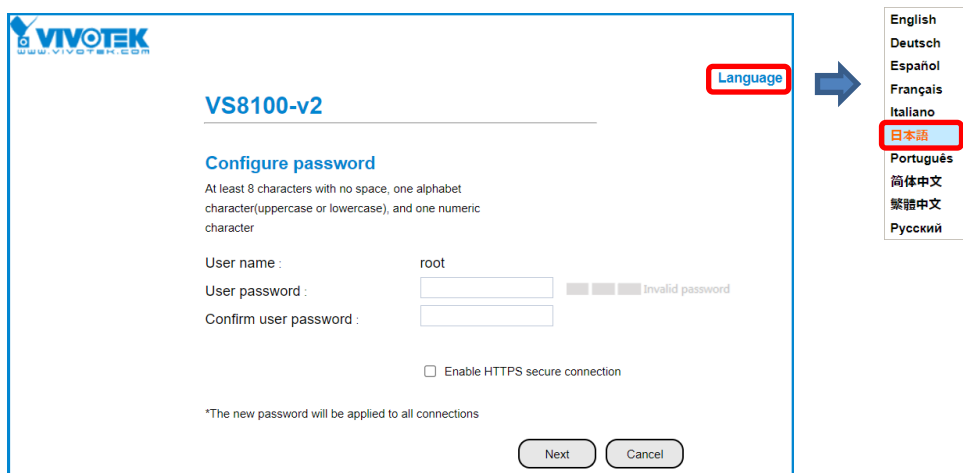 VIVOTEK
www.vivotek.com
Language
VS8100-v2
Configure password
At least 8 characters with no space, one alphabet
character(uppercase or lowercase), and one numeric
character
User name :
root
User password :
Invalid password
Confirm user password :
Enable HTTPS secure connection
*The new password will be applied to all connections
Next
Cancel
English
Deutsch
Español
Français
Italiano
日本語
Português
简体中文
繁體中文
Русский